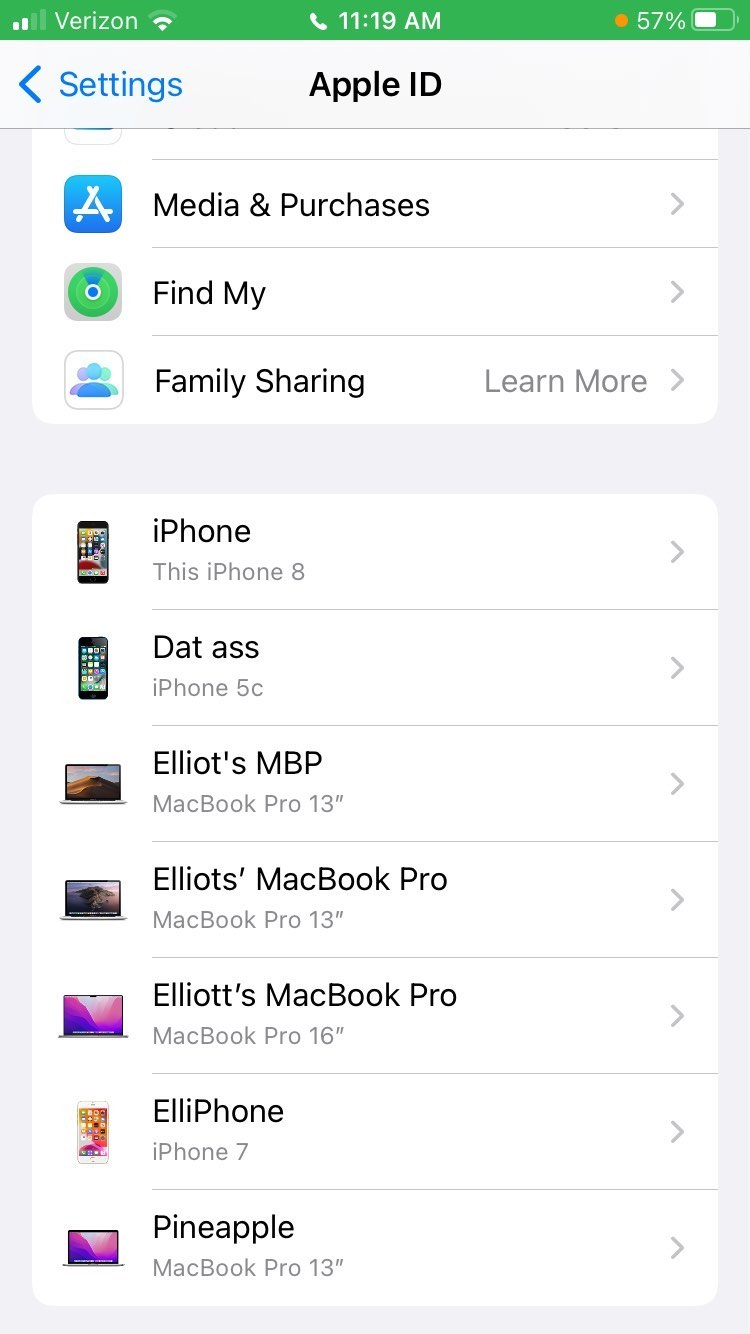 Verizon 11:19 AM 57%
Settings Apple ID
Media & Purchases
Find My
Family Sharing Learn More
iPhone
This iPhone 8
Dat ass
iPhone 5c
Elliot's MBP
MacBook Pro 13″
Elliots’ MacBook Pro
MacBook Pro 13″
Elliott’s MacBook Pro
MacBook Pro 16″
ElliPhone
iPhone 7
Pineapple
MacBook Pro 13″